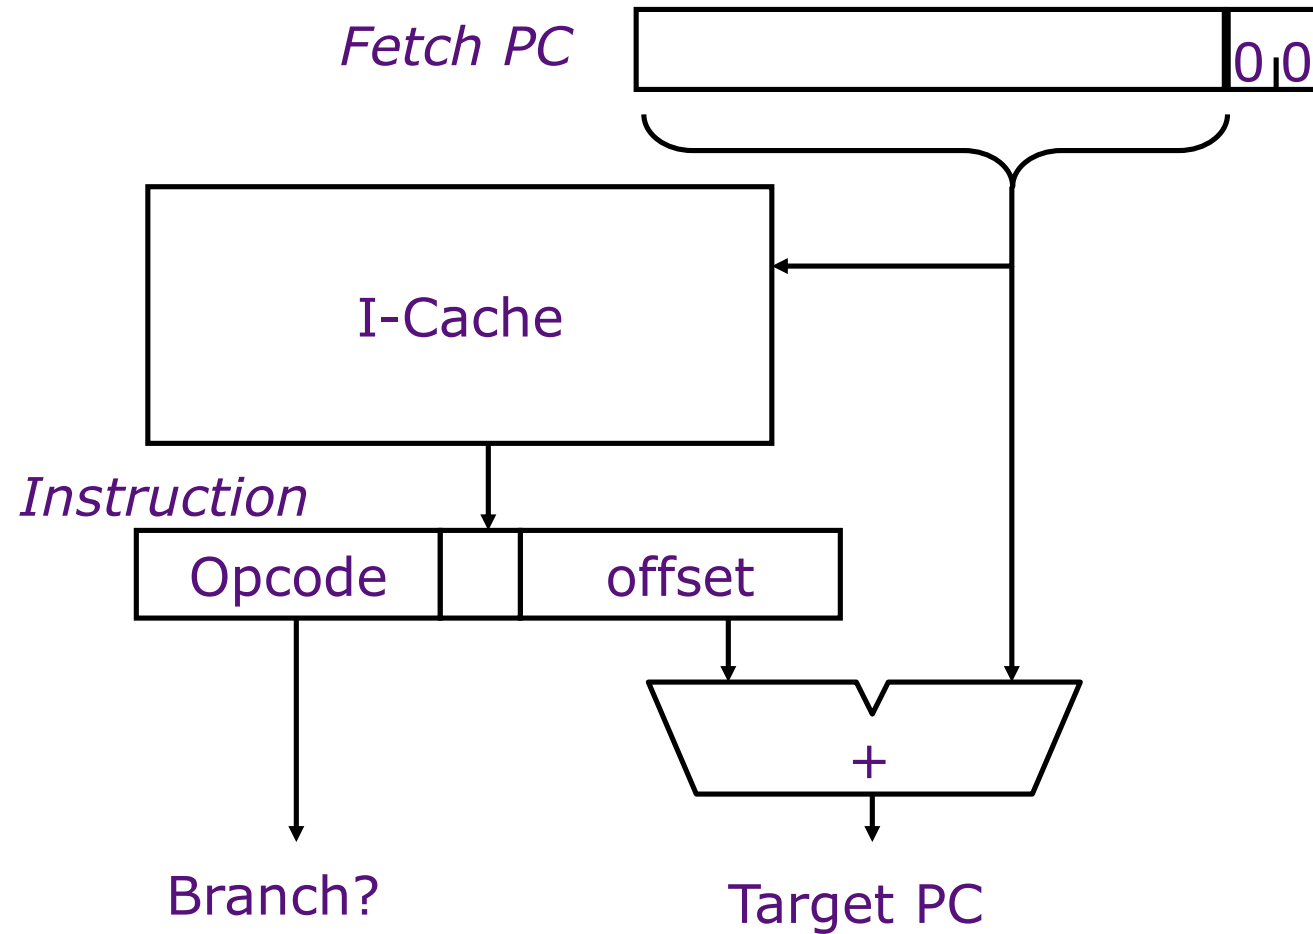 Fetch PC
0 0
I-Cache
Instruction
Opcode
offset
+
Branch?
Target PC